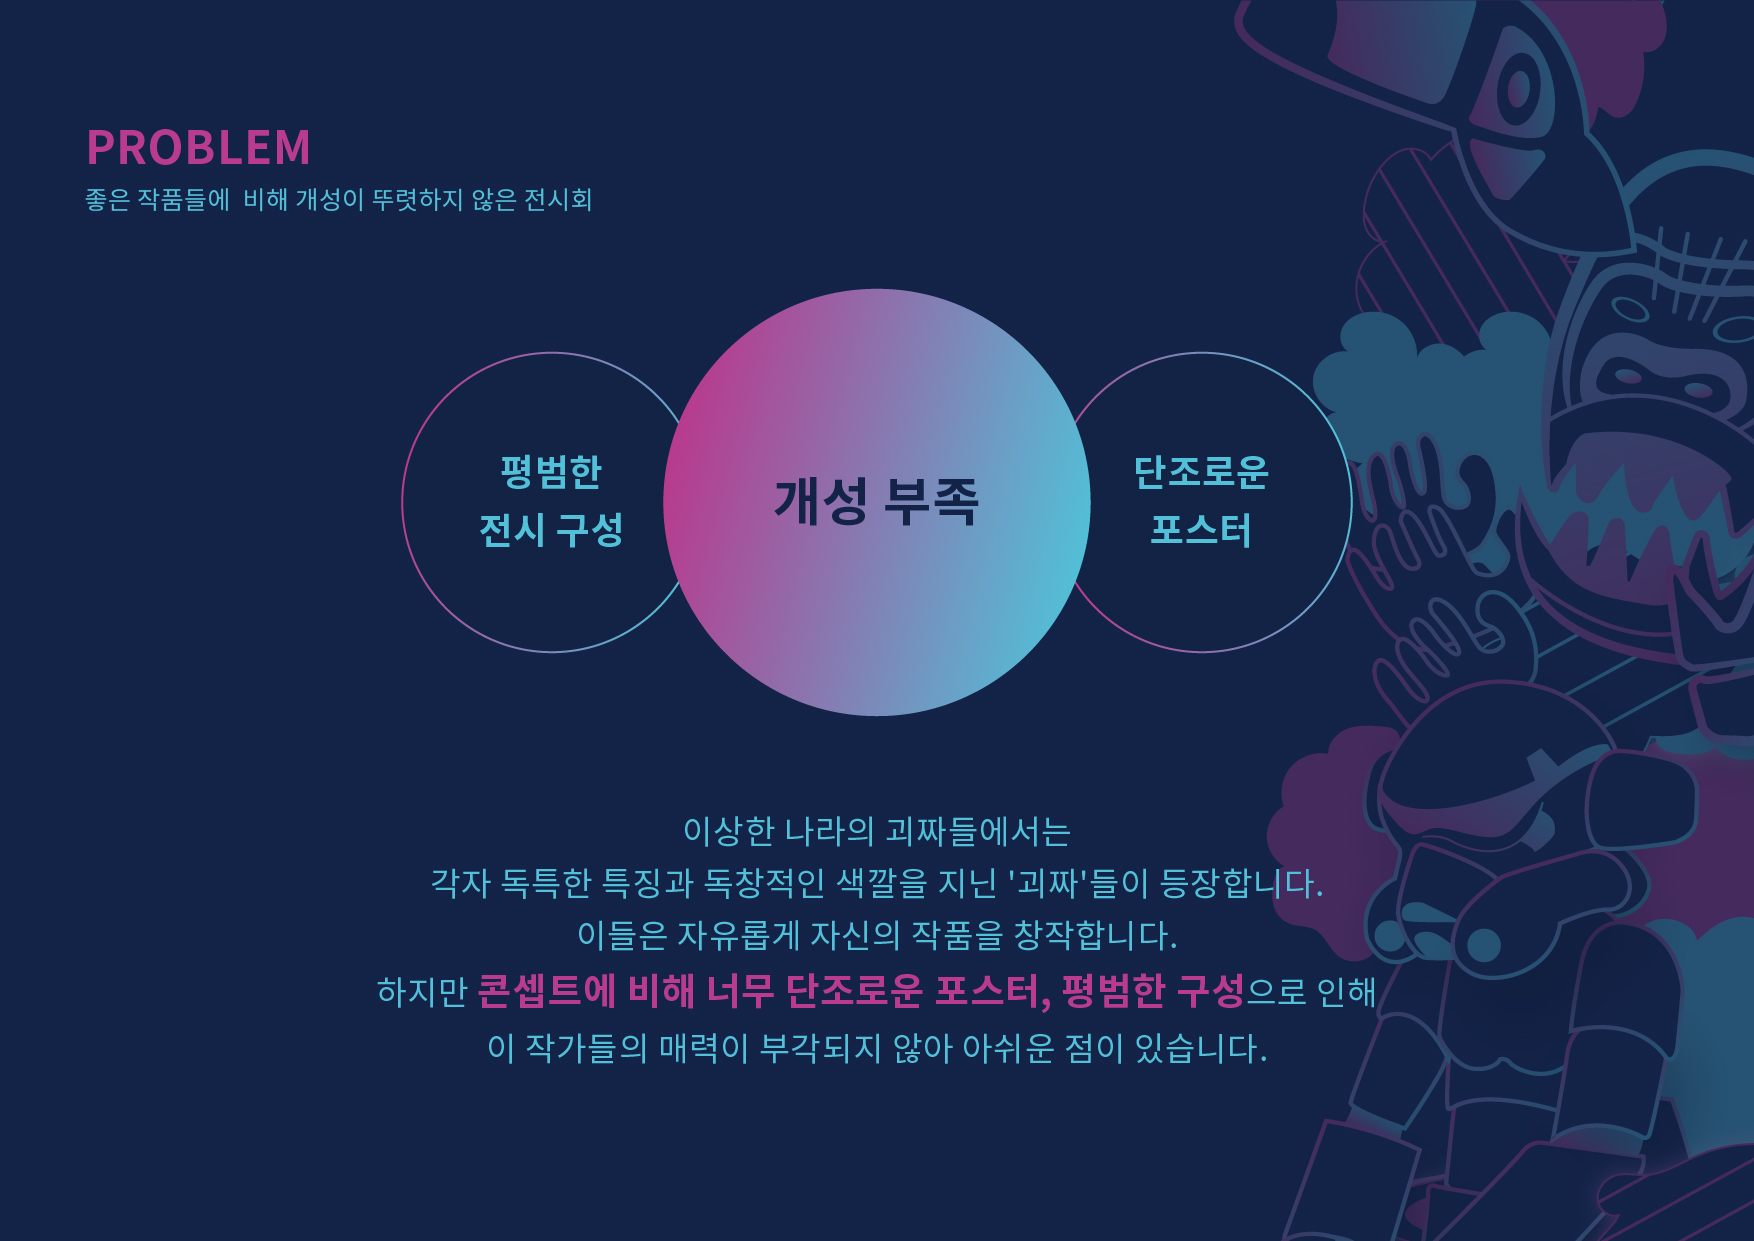 PROBLEM
좋은 작품들에 비해 개성이 뚜렷하지 않은 전시회
평범한
전시 구성
개성 부족
단조로운
포스터
이상한 나라의 괴짜들에서는
각자 독특한 특징과 독창적인 색깔을 지닌 '괴짜'들이 등장합니다.
이들은 자유롭게 자신의 작품을 창작합니다.
하지만 콘셉트에 비해 너무 단조로운 포스터, 평범한 구성으로 인해
이 작가들의 매력이 부각되지 않아 아쉬운 점이 있습니다.